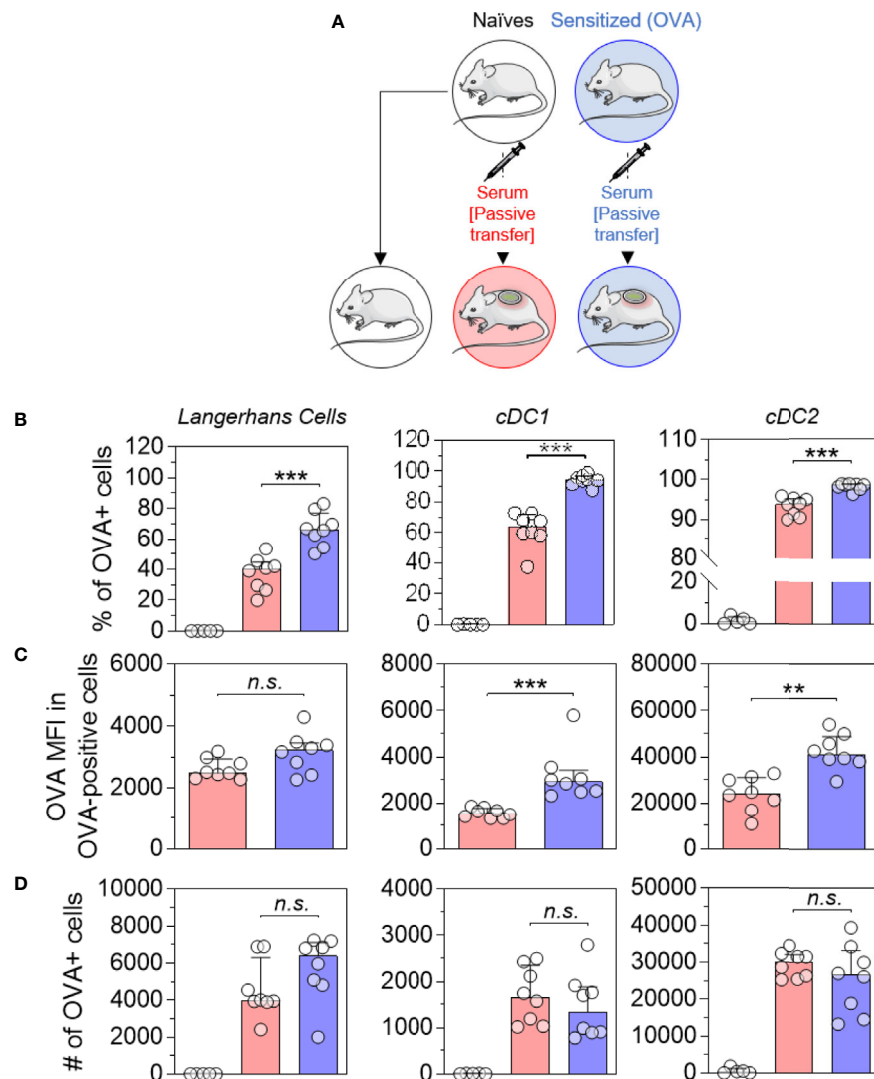 A
Naïves Sensitized (OVA)
Serum
[Passive
transfer]
Serum
[Passive
transfer]
B
Langerhans Cells
cDC1
cDC2
% of OVA+ cells
120
100
80
60
40
20
0
***
120
100
80
60
40
20
0
***
110
100
90
80
20
0
***
C
OVA MFI in
OVA-positive cells
6000
4000
2000
0
n.s.
8000
6000
4000
2000
0
***
80000
60000
40000
20000
0
**
D
# of OVA+ cells
10000
8000
6000
4000
2000
0
n.s.
4000
3000
2000
1000
0
n.s.
50000
40000
30000
20000
10000
0
n.s.